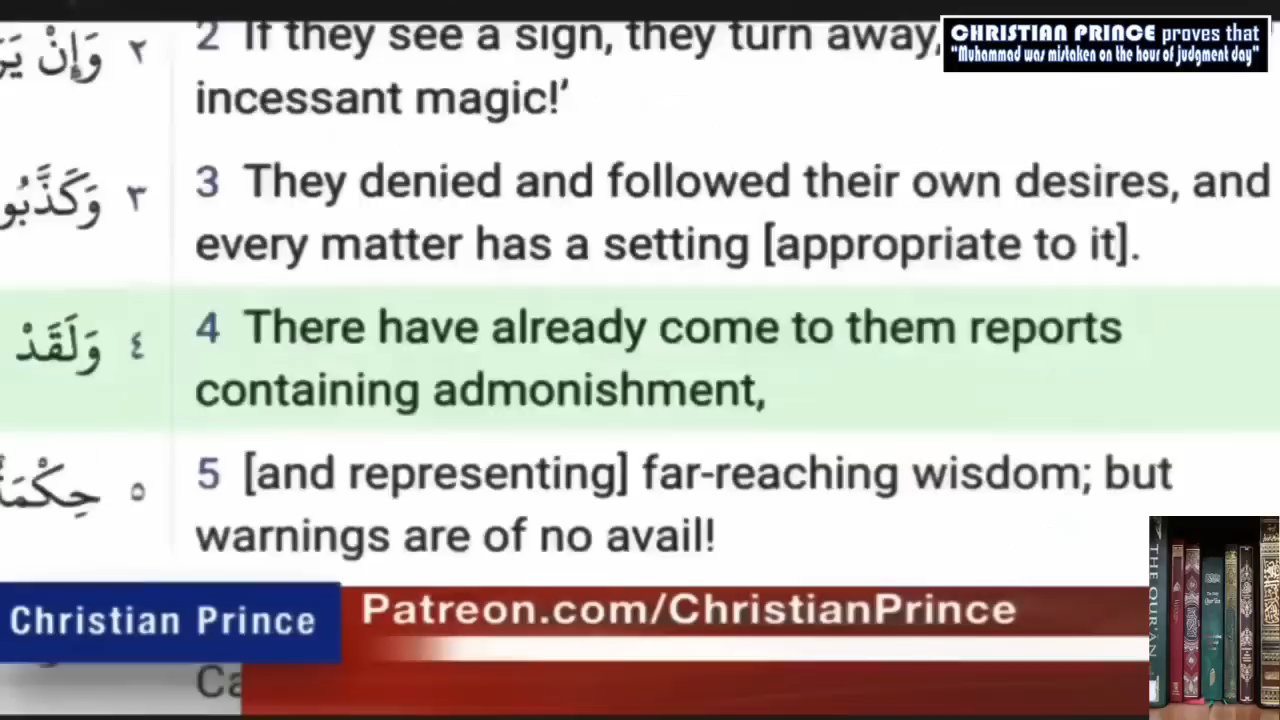 CHRISTIAN PRINCE proves that
"Muhammad was mistaken on the hour of judgment day"
2 If they see a sign, they turn away,
incessant magic!’
٢ وَإِنْ
3 They denied and followed their own desires, and
every matter has a setting [appropriate to it].
٣
4 There have already come to them reports
containing admonishment,
٤ وَلَقَدْ
5 [and representing] far-reaching wisdom; but
warnings are of no avail!
٥
Christian Prince
Patreon.com/ChristianPrince
THE QUR'AN